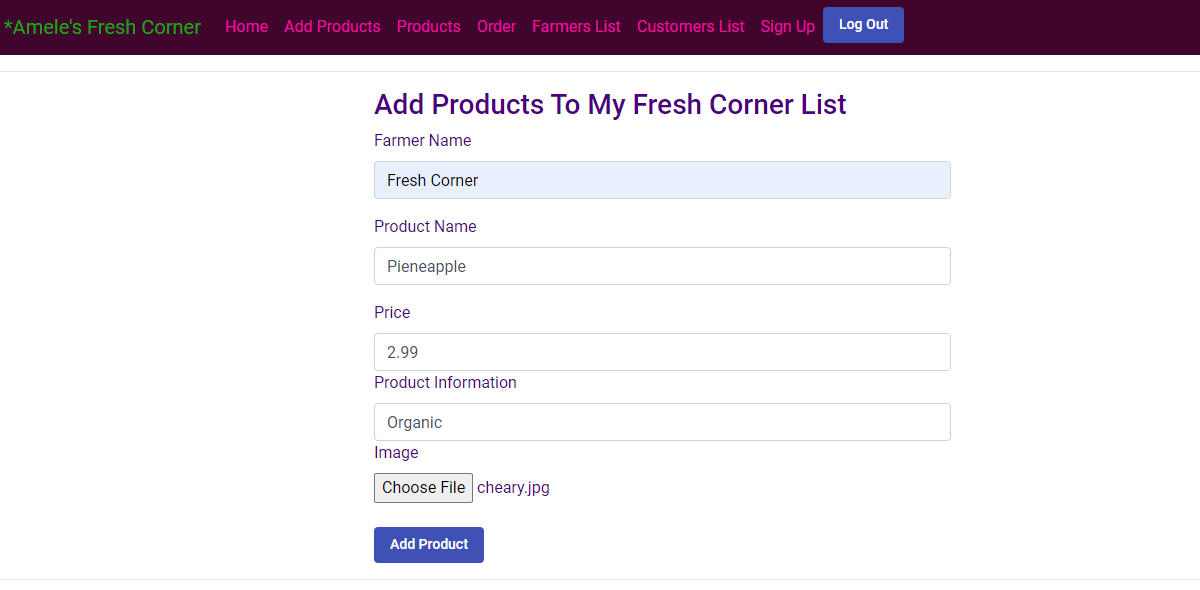 *Amele's Fresh Corner Home Add Products Products Order Farmers List Customers List Sign Up Log Out
Add Products To My Fresh Corner List
Farmer Name
Fresh Corner
Product Name
Pieneapple
Price
2.99
Product Information
Organic
Image
Choose File cheary.jpg
Add Product